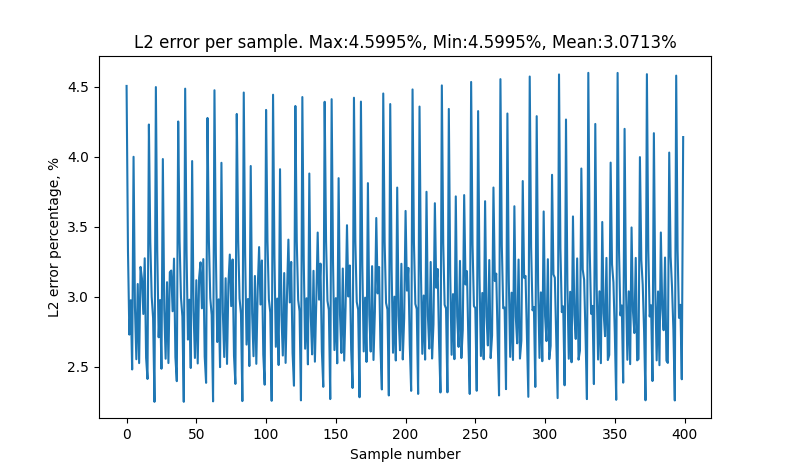 L2 error per sample. Max:4.5995%, Min:4.5995%, Mean:3.0713%
4.5
4.0
3.5
3.0
2.5
L2 error percentage, %
0 50 100 150 200 250 300 350 400
Sample number